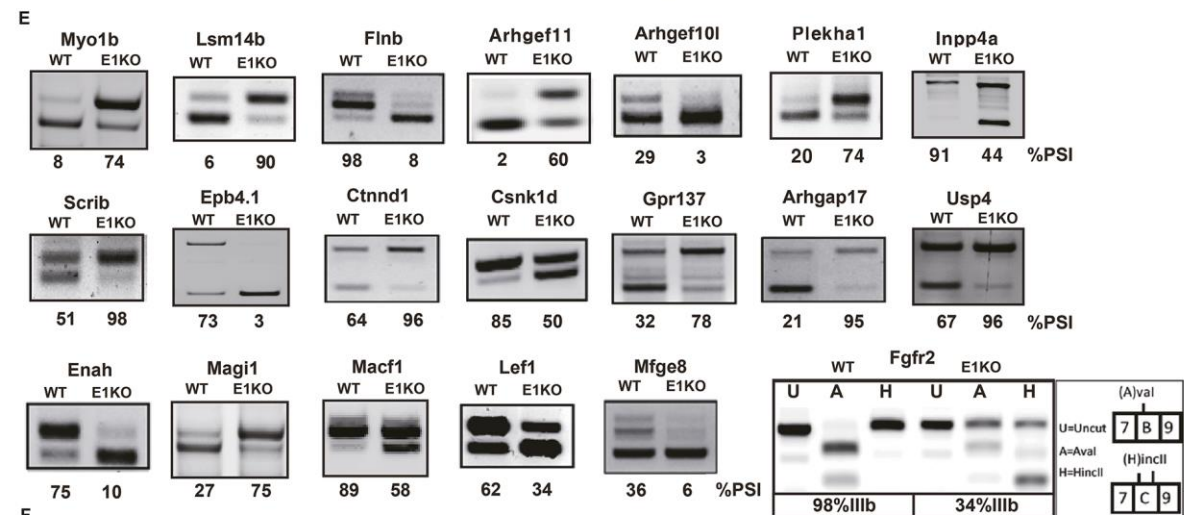 E
Myo1b Lsm14b Flnb Arhgef11 Arhgef10l Plekha1 Inpp4a
WT E1KO WT E1KO WT E1KO WT E1KO WT E1KO WT E1KO WT E1KO
8 74 6 90 98 8 2 60 29 3 20 74 91 44 %PSI
Scrib Epb4.1 Ctnnd1 Csnk1d Gpr137 Arhgap17 Usp4
WT E1KO WT E1KO WT E1KO WT E1KO WT E1KO WT E1KO WT E1KO
51 98 73 3 64 96 85 50 32 78 21 95 67 96 %PSI
Enah Magi1 Macf1 Lef1 Mfge8 Fgfr2
WT E1KO WT E1KO WT E1KO WT E1KO WT E1KO WT E1KO
U A H U A H
(A)vaI
U=Uncut
7 B 9
A=AvaI
(H)incII
H=HincII
7 C 9
75 10 27 75 89 58 62 34 36 6 %PSI
98%IIIb 34%IIIb